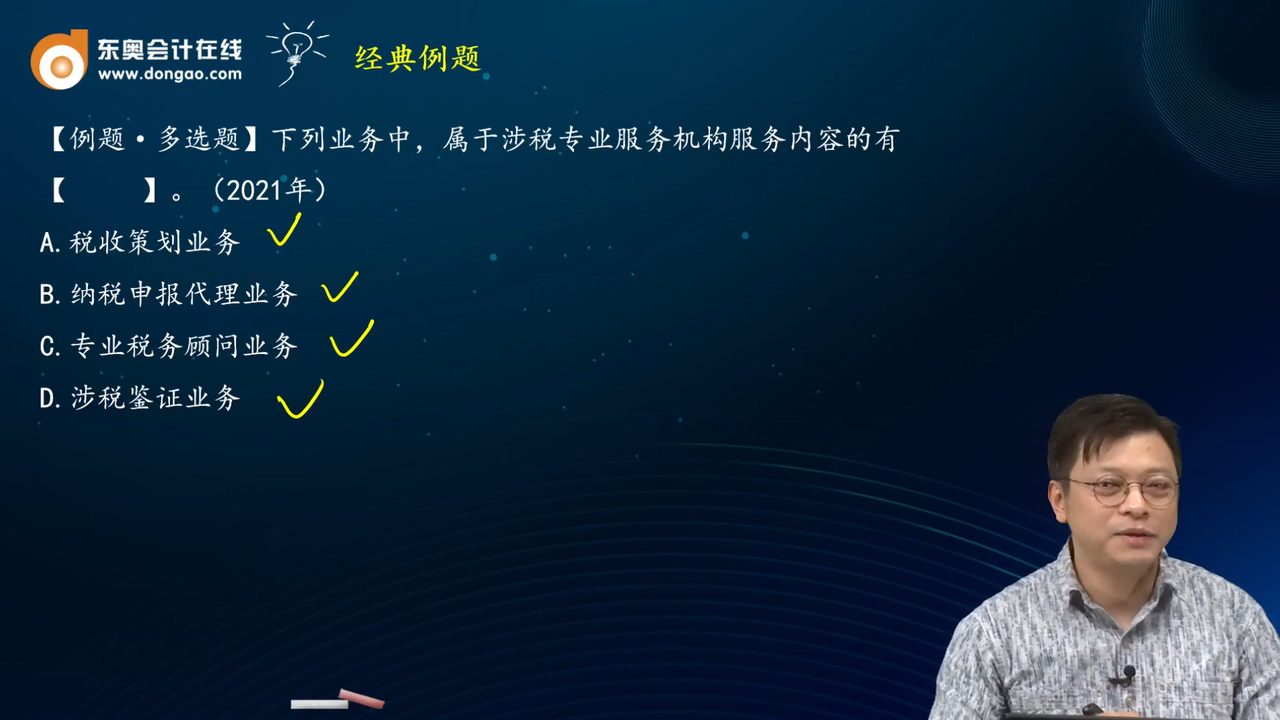 东奥会计在线
www.dongao.com
经典例题
【例题·多选题】下列业务中，属于涉税专业服务机构服务内容的有
【 】。（2021年）
A.税收策划业务
B.纳税申报代理业务
C.专业税务顾问业务
D.涉税鉴证业务